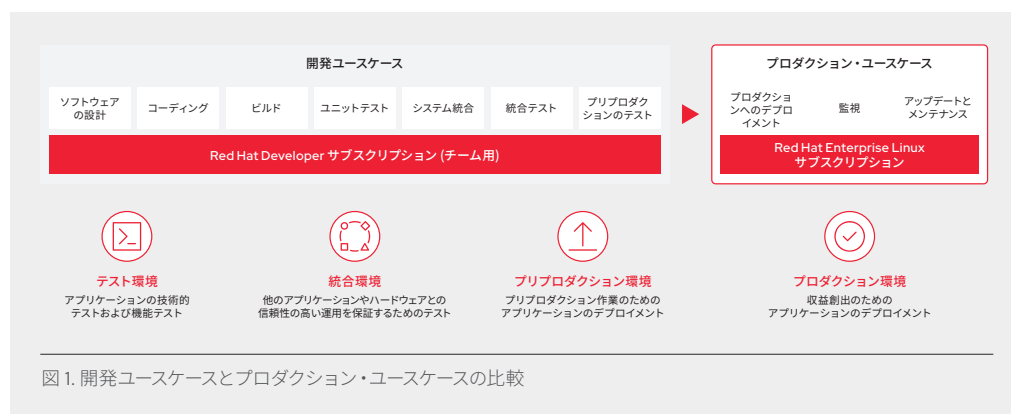 開発ユースケース
ソフトウェア
の設計
コーディング
ビルド
ユニットテスト
システム統合
統合テスト
プリプロダク
ションのテスト
Red Hat Developer サブスクリプション (チーム用)
プロダクション・ユースケース
プロダクショ
ンへのデプロ
イメント
監視
アップデートと
メンテナンス
Red Hat Enterprise Linux
サブスクリプション
テスト環境
アプリケーションの技術的
テストおよび機能テスト
統合環境
他のアプリケーションやハードウェアとの
信頼性の高い運用を保証するためのテスト
プリプロダクション環境
プリプロダクション作業のための
アプリケーションのデプロイメント
プロダクション環境
収益創出のための
アプリケーションのデプロイメント
図 1. 開発ユースケースとプロダクション・ユースケースの比較